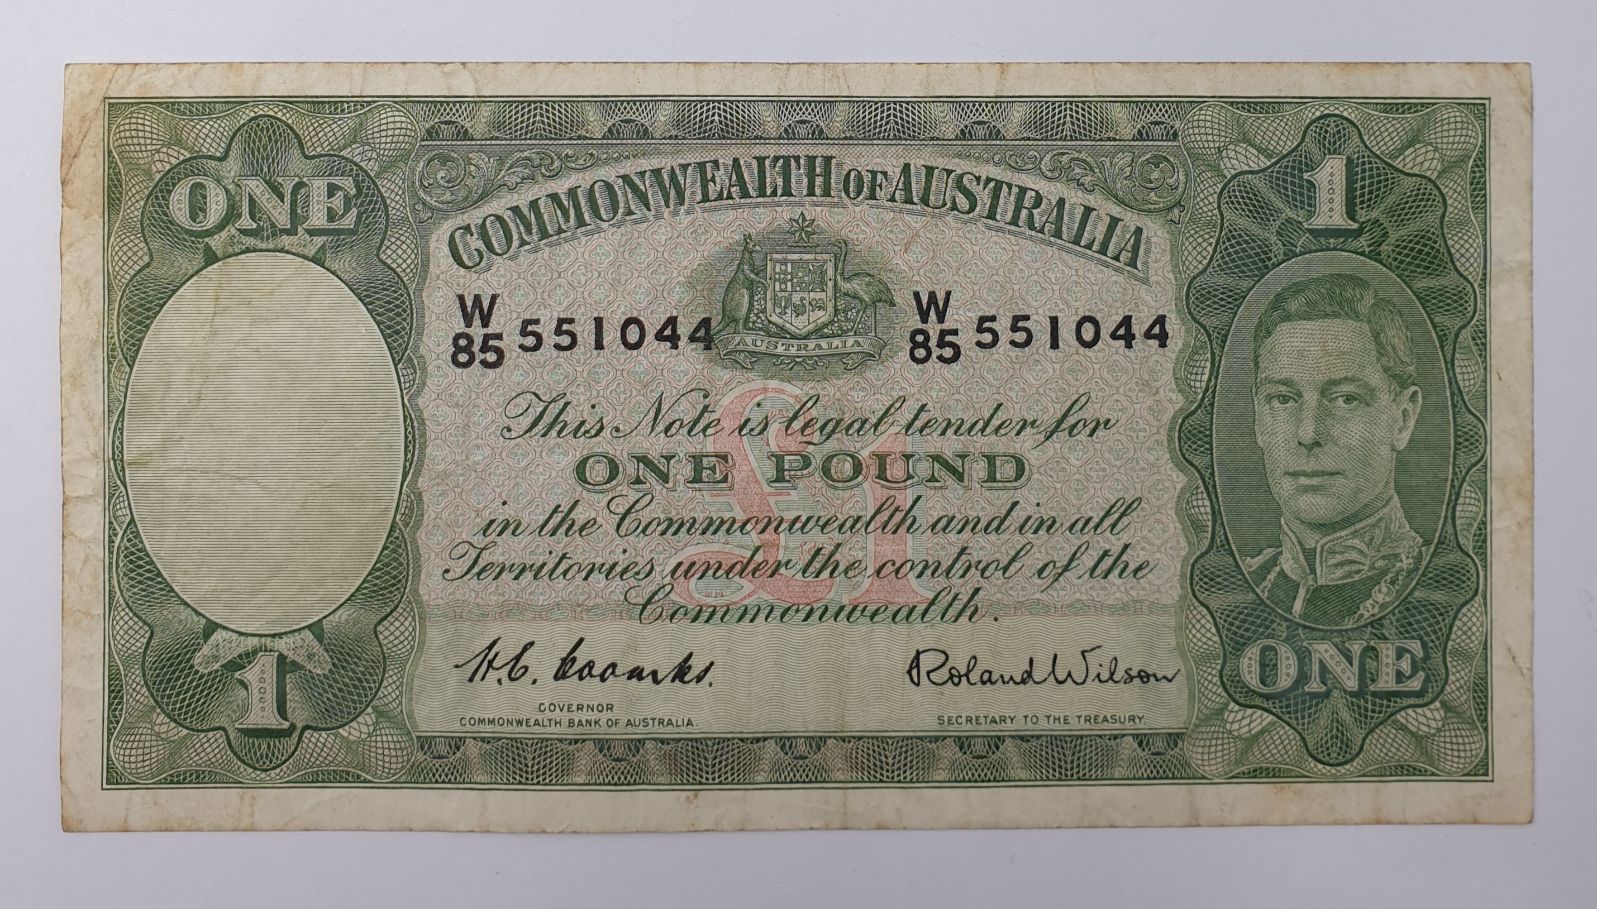 ONE
1
COMMONWEALTH OF AUSTRALIA
W/85 551044
W/85 551044
AUSTRALIA
£1
This Note is legal tender for
ONE POUND
in the Commonwealth and in all
Territories under the control of the
Commonwealth.
H.C. Coombs.
Roland Wilson
GOVERNOR
COMMONWEALTH BANK OF AUSTRALIA.
SECRETARY TO THE TREASURY.
1
ONE